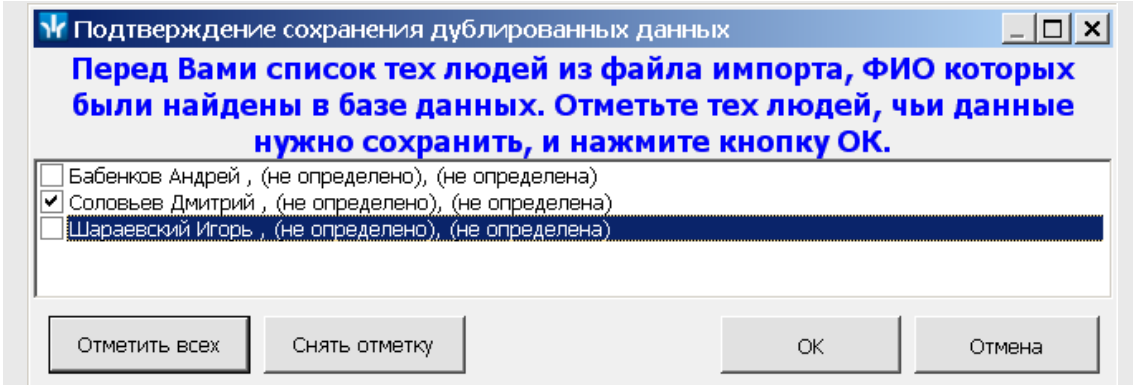 Подтверждение сохранения дублированных данных
Перед Вами список тех людей из файла импорта, ФИО которых
были найдены в базе данных. Отметьте тех людей, чьи данные
нужно сохранить, и нажмите кнопку ОК.
Бабенков Андрей , (не определено), (не определена)
Соловьев Дмитрий , (не определено), (не определена)
Шараевский Игорь , (не определено), (не определена)
Отметить всех
Снять отметку
ОК
Отмена